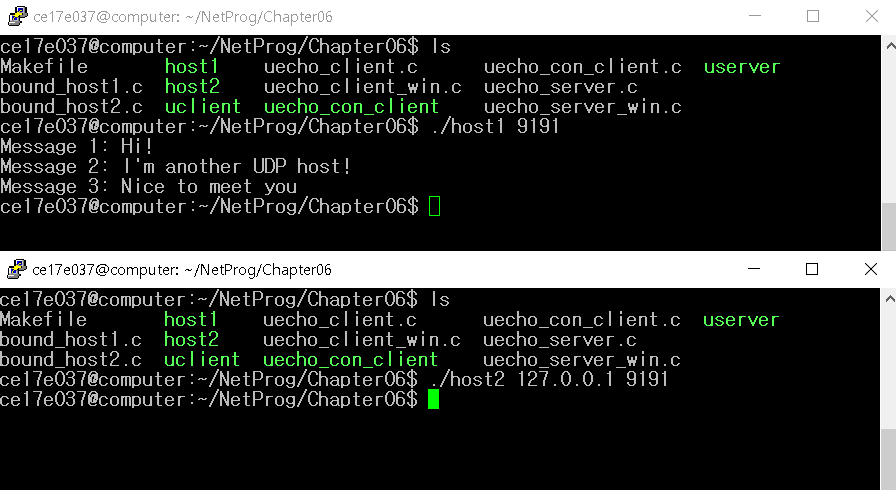 ce17e037@computer: ~/NetProg/Chapter06
ce17e037@computer:~/NetProg/Chapter06$ ls
Makefile host1 uecho_client.c uecho_con_client.c userver
bound_host1.c host2 uecho_client_win.c uecho_server.c
bound_host2.c uclient uecho_con_client uecho_server_win.c
ce17e037@computer:~/NetProg/Chapter06$ ./host1 9191
Message 1: Hi!
Message 2: I'm another UDP host!
Message 3: Nice to meet you
ce17e037@computer:~/NetProg/Chapter06$
ce17e037@computer: ~/NetProg/Chapter06
ce17e037@computer:~/NetProg/Chapter06$ ls
Makefile host1 uecho_client.c uecho_con_client.c userver
bound_host1.c host2 uecho_client_win.c uecho_server.c
bound_host2.c uclient uecho_con_client uecho_server_win.c
ce17e037@computer:~/NetProg/Chapter06$ ./host2 127.0.0.1 9191
ce17e037@computer:~/NetProg/Chapter06$